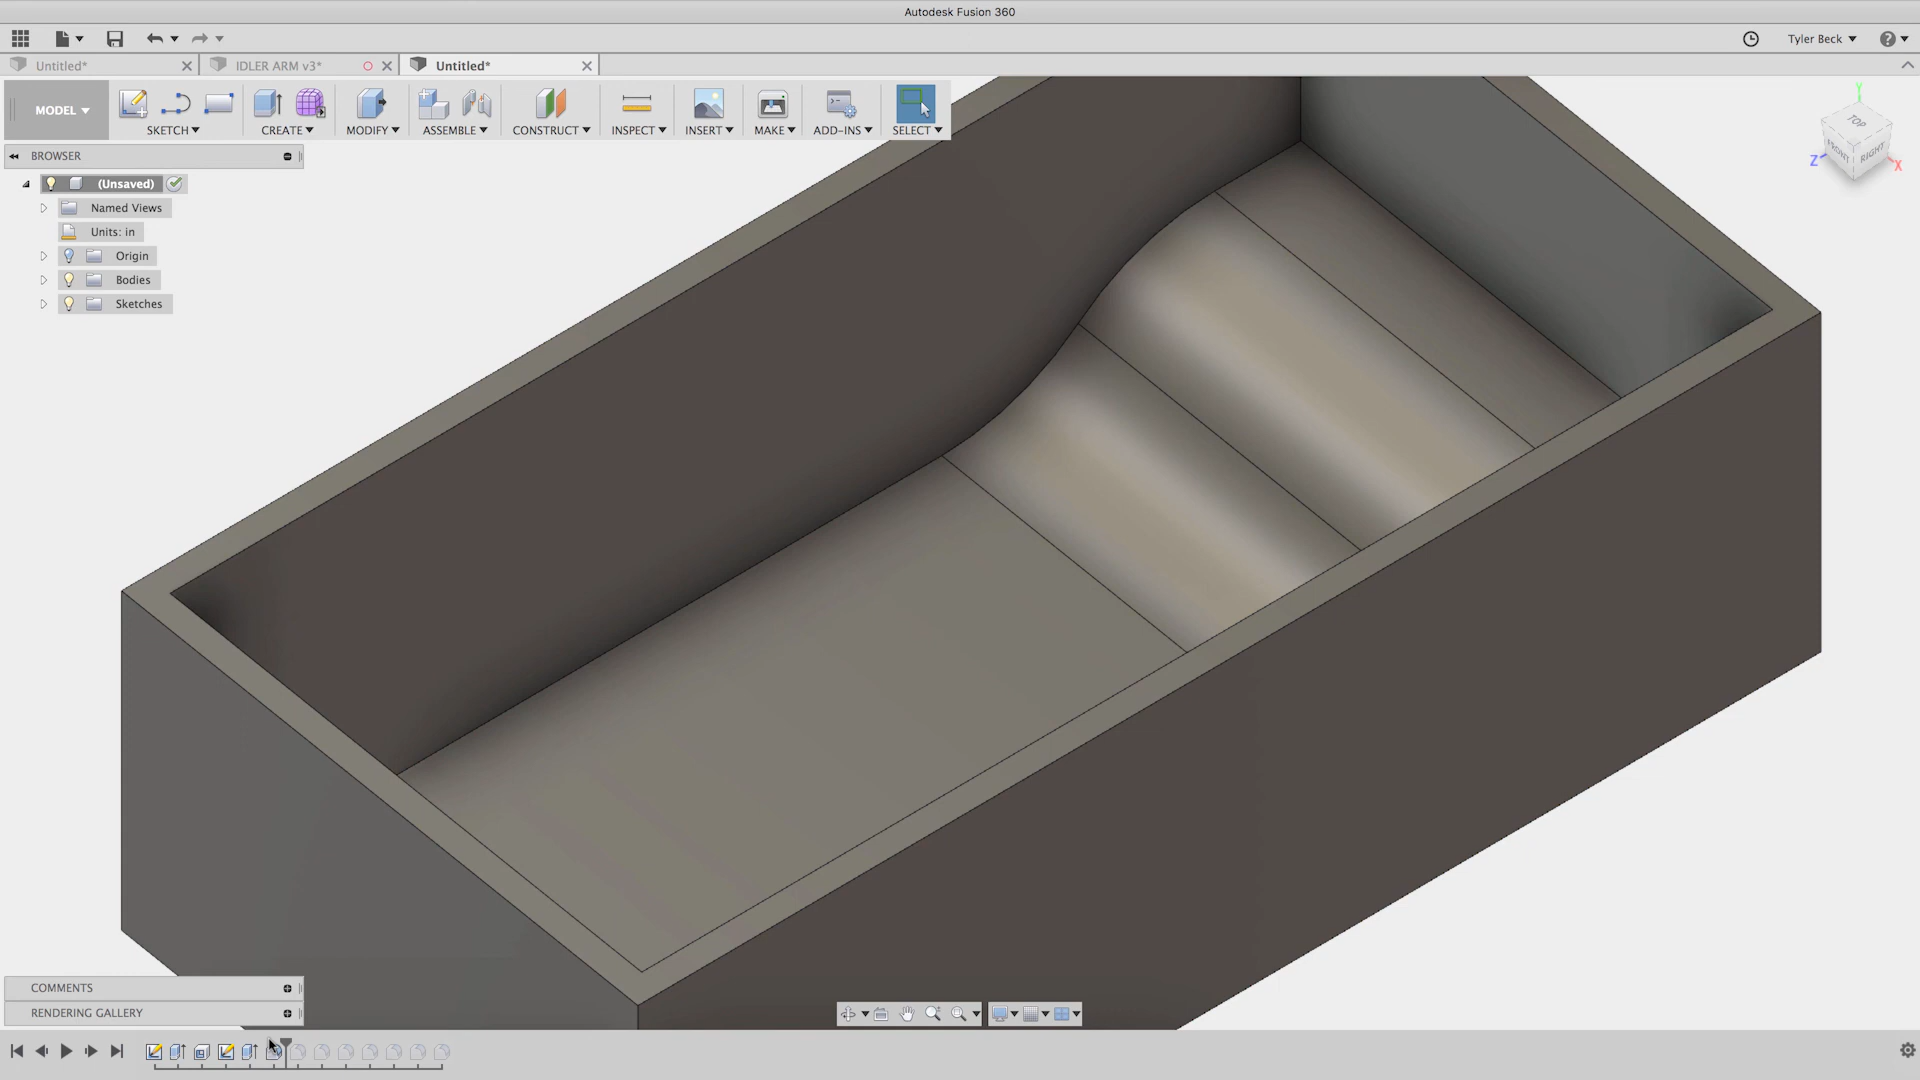 Autodesk Fusion 360
Tyler Beck
Untitled*
IDLER ARM v3*
Untitled*
MODEL
SKETCH
CREATE
MODIFY
ASSEMBLE
CONSTRUCT
INSPECT
INSERT
MAKE
ADD-INS
SELECT
BROWSER
(Unsaved)
Named Views
Units: in
Origin
Bodies
Sketches
Y
TOP
FRONT
RIGHT
Z
X
COMMENTS
RENDERING GALLERY